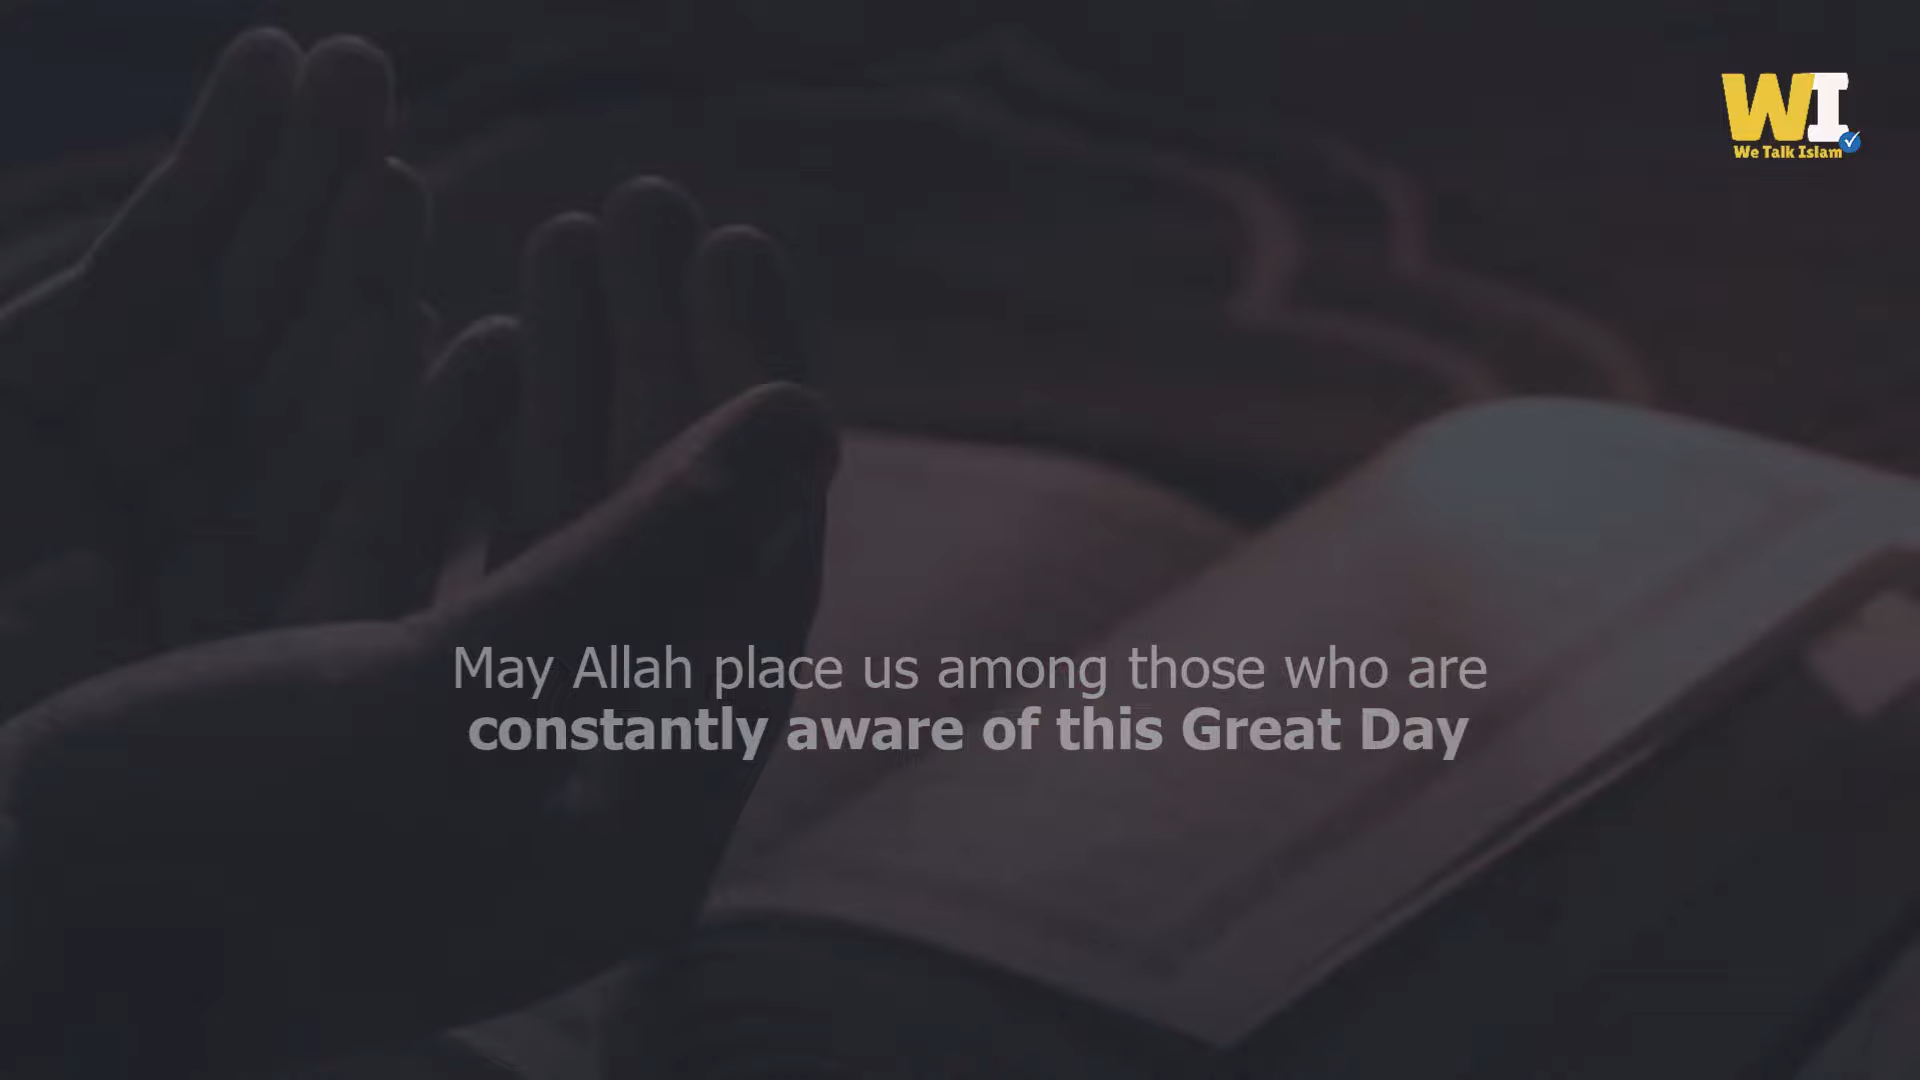 WI
We Talk Islam
May Allah place us among those who are
constantly aware of this Great Day